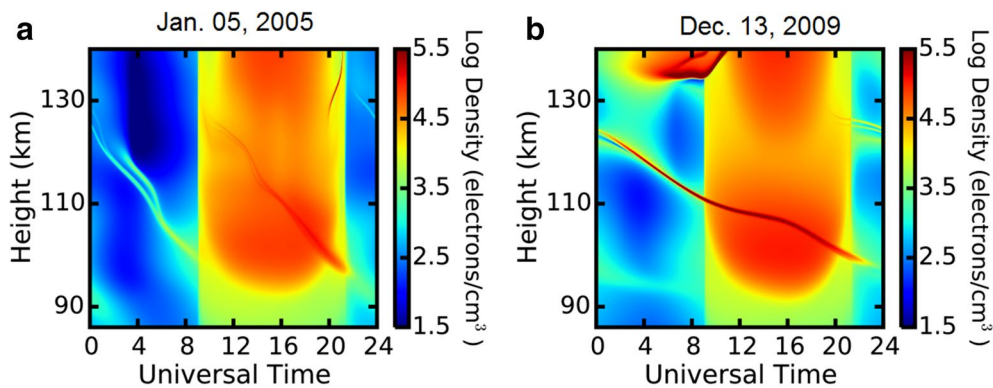 a
Jan. 05, 2005
Height (km)
130
110
90
0 4 8 12 16 20 24
Universal Time
5.5
4.5
3.5
2.5
1.5
Log Density (electrons/cm³ )
b
Dec. 13, 2009
Height (km)
130
110
90
0 4 8 12 16 20 24
Universal Time
5.5
4.5
3.5
2.5
1.5
Log Density (electrons/cm³ )